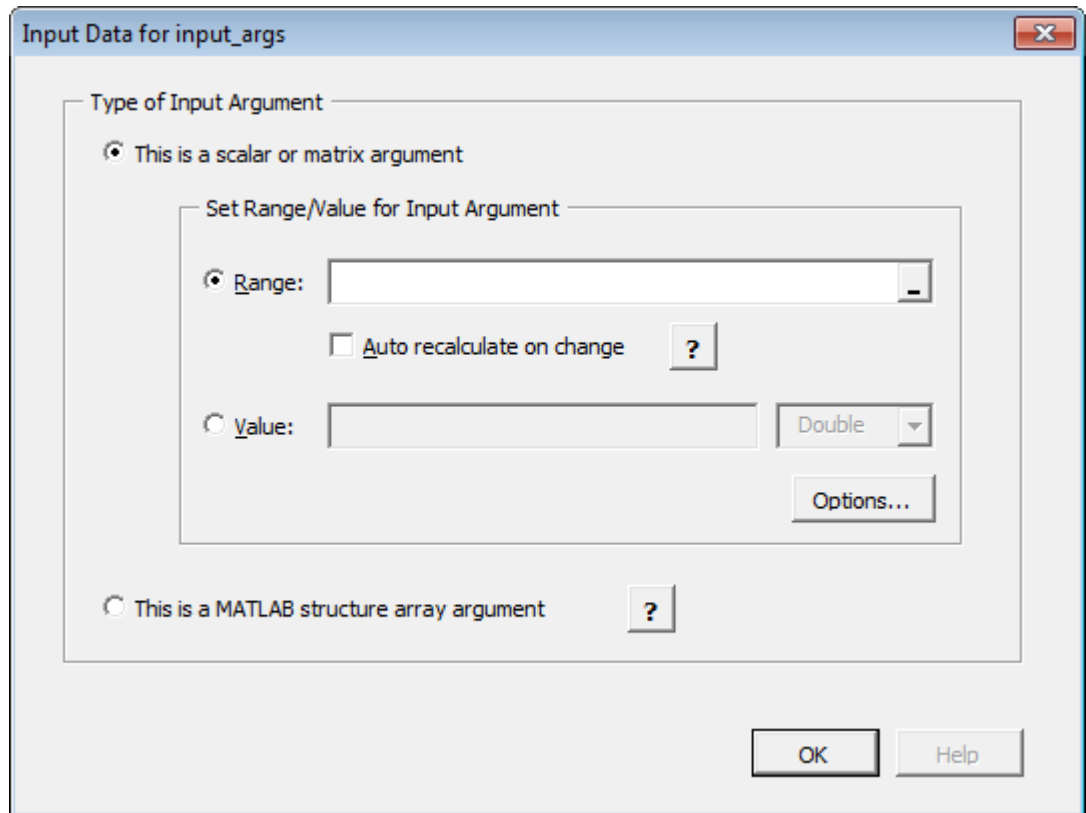 Input Data for input_args
Type of Input Argument
This is a scalar or matrix argument
Set Range/Value for Input Argument
Range:
_
Auto recalculate on change ?
Value: Double
Options...
This is a MATLAB structure array argument ?
OK Help